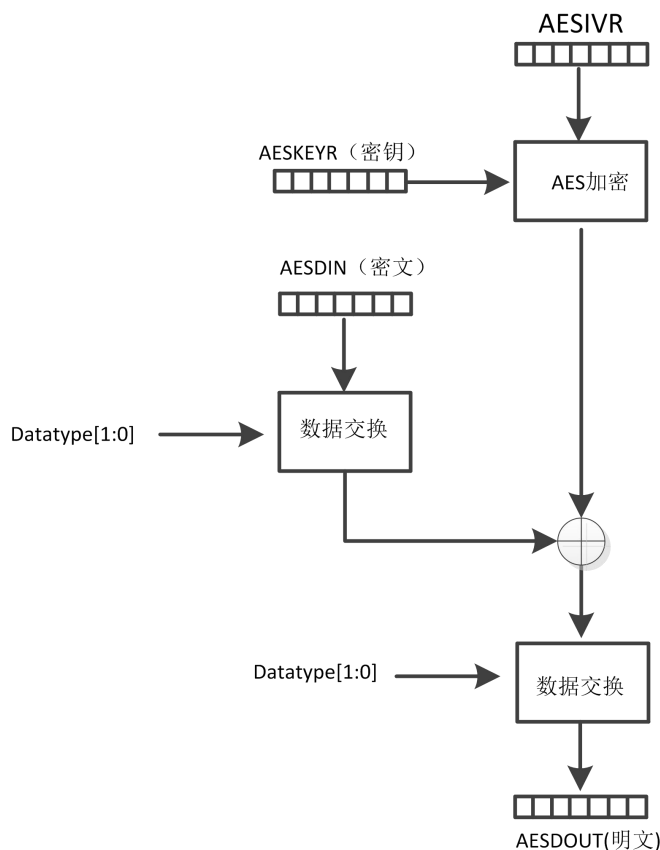 AESIVR
AESKEYR（密钥）
AES加密
AESDIN（密文）
Datatype[1:0]
数据交换
Datatype[1:0]
数据交换
AESDOUT(明文)